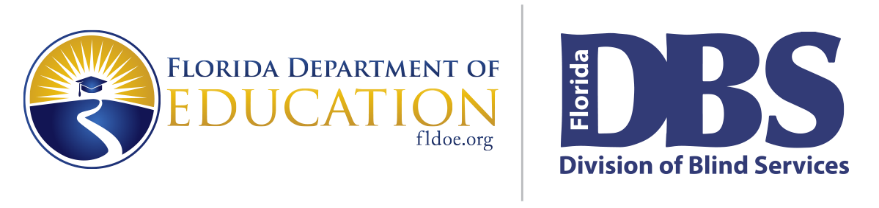 FLORIDA DEPARTMENT OF
EDUCATION
fldoe.org
Florida
DBS
Division of Blind Services